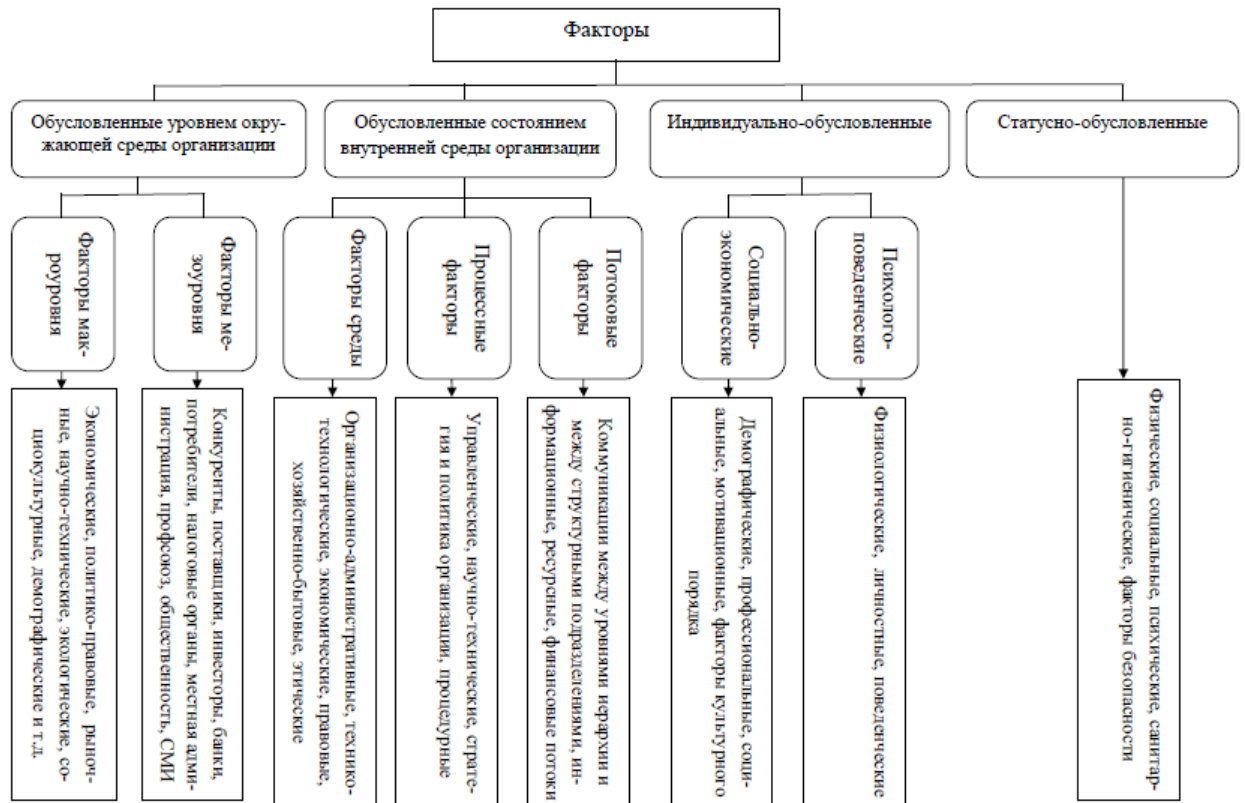 Факторы
Обусловленные уровнем окру-
жающей среды организации
Обусловленные состоянием
внутренней среды организации
Индивидуально-обусловленные
Статусно-обусловленные
Факторы мак-
роуровня
Факторы ме-
зоуровня
Факторы среды
Процессные
факторы
Потоковые
факторы
Социально-
экономические
Психолого-
поведенческие
Экономические, политико-правовые, рыноч-
ные, научно-технические, экологические, со-
циокультурные, демографические и т.д.
Конкуренты, поставщики, инвесторы, банки,
потребители, налоговые органы, местная адми-
нистрация, профсоюз, общественность, СМИ
Организационно-административные, технико-
технологические, экономические, правовые,
хозяйственно-бытовые, этические
Управленческие, научно-технические, страте-
гия и политика организации, процедурные
Коммуникации между уровнями иерархии и
между структурными подразделениями, ин-
формационные, ресурсные, финансовые потоки
Демографические, профессиональные, соци-
альные, мотивационные, факторы культурного
порядка
Физиологические, личностные, поведенческие
Физические, социальные, психические, санитар-
но-гигиенические, факторы безопасности